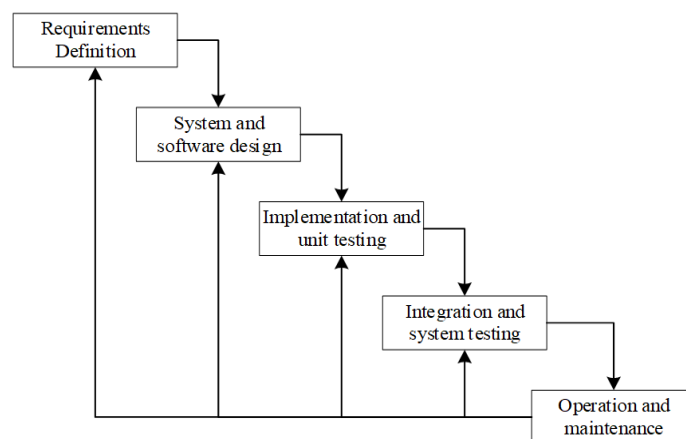 Requirements
Definition
System and
software design
Implementation and
unit testing
Integration and
system testing
Operation and
maintenance